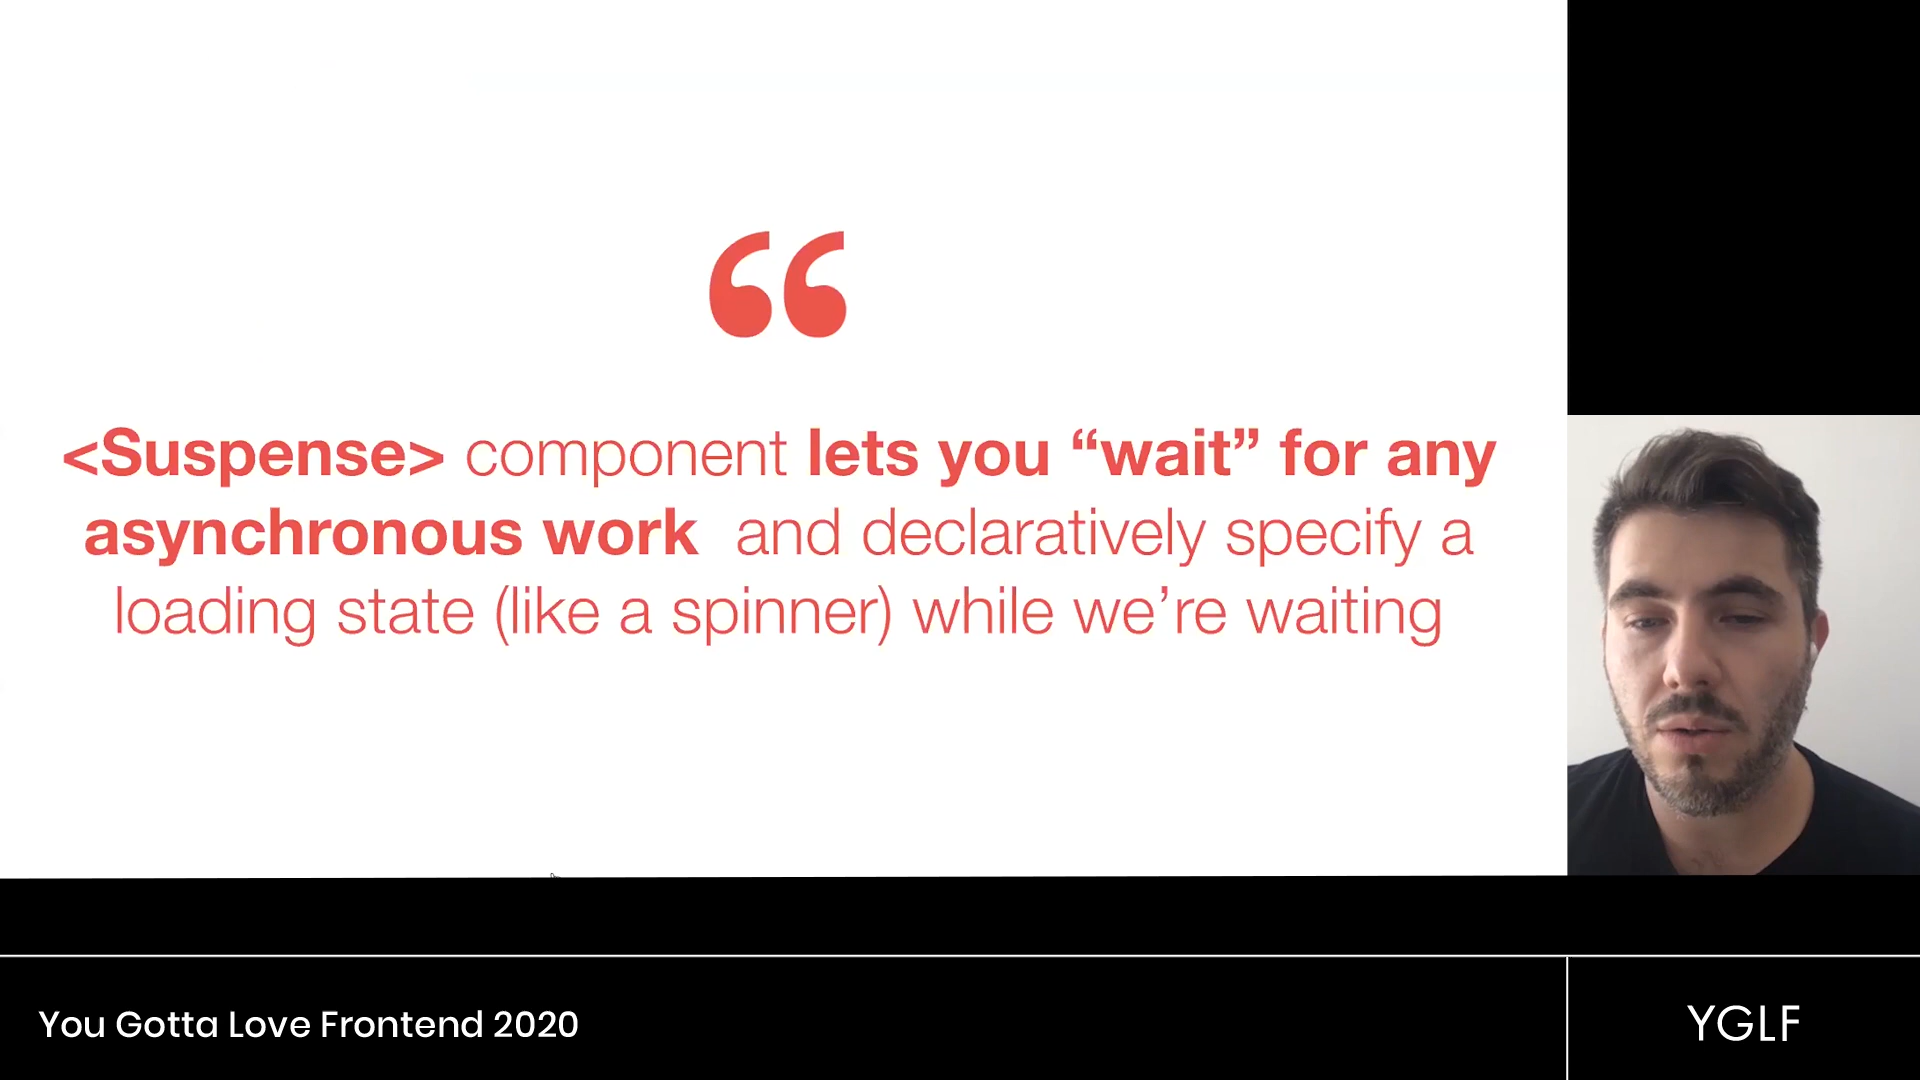 “
<Suspense> component lets you “wait” for any
asynchronous work  and declaratively specify a
loading state (like a spinner) while we’re waiting
You Gotta Love Frontend 2020
YGLF